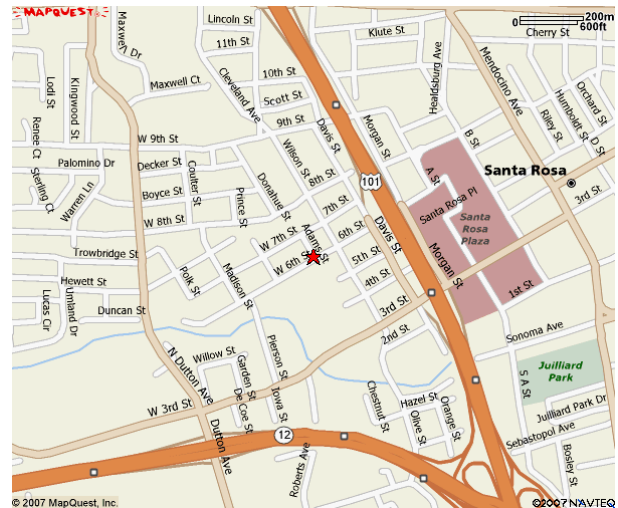 MAPQUEST
Lincoln St
Klute St
200m
0
600ft
Cherry St
Maxwell Dr
11th St
Cleveland Ave
10th St
Healdsburg Ave
Mendocino Ave
Lodi St
Kingwood St
Maxwell Ct
Scott St
9th St
Davis St
Morgan St
B St
Riley St
Humboldt St
Orchard St
D St
Renee Ct
W 9th St
Wilson St
Palomino Dr
Decker St
Coulter St
8th St
101
A St
Santa Rosa
Sterling Ct
Warren Ln
Boyce St
Prince St
Donahue St
7th St
Santa Rosa Pl
3rd St
W 8th St
Adams St
6th St
Davis St
Santa
Rosa
Plaza
Trowbridge St
W 7th St
W 6th St
5th St
Morgan St
Hewett St
Polk St
Madison St
4th St
1st St
Lucas Cir
Duncan St
3rd St
2nd St
Sonoma Ave
N Dutton Ave
Willow St
Pierson St
Juilliard
Park
Garden St
De Coe St
Iowa St
Chestnut St
Hazel St
Olive St
Orange St
S A St
Juilliard Park Dr
W 3rd St
Dutton Ave
12
Roberts Ave
Sebastopol Ave
Bosley St
© 2007 MapQuest, Inc.
©2007 NAVTEQ